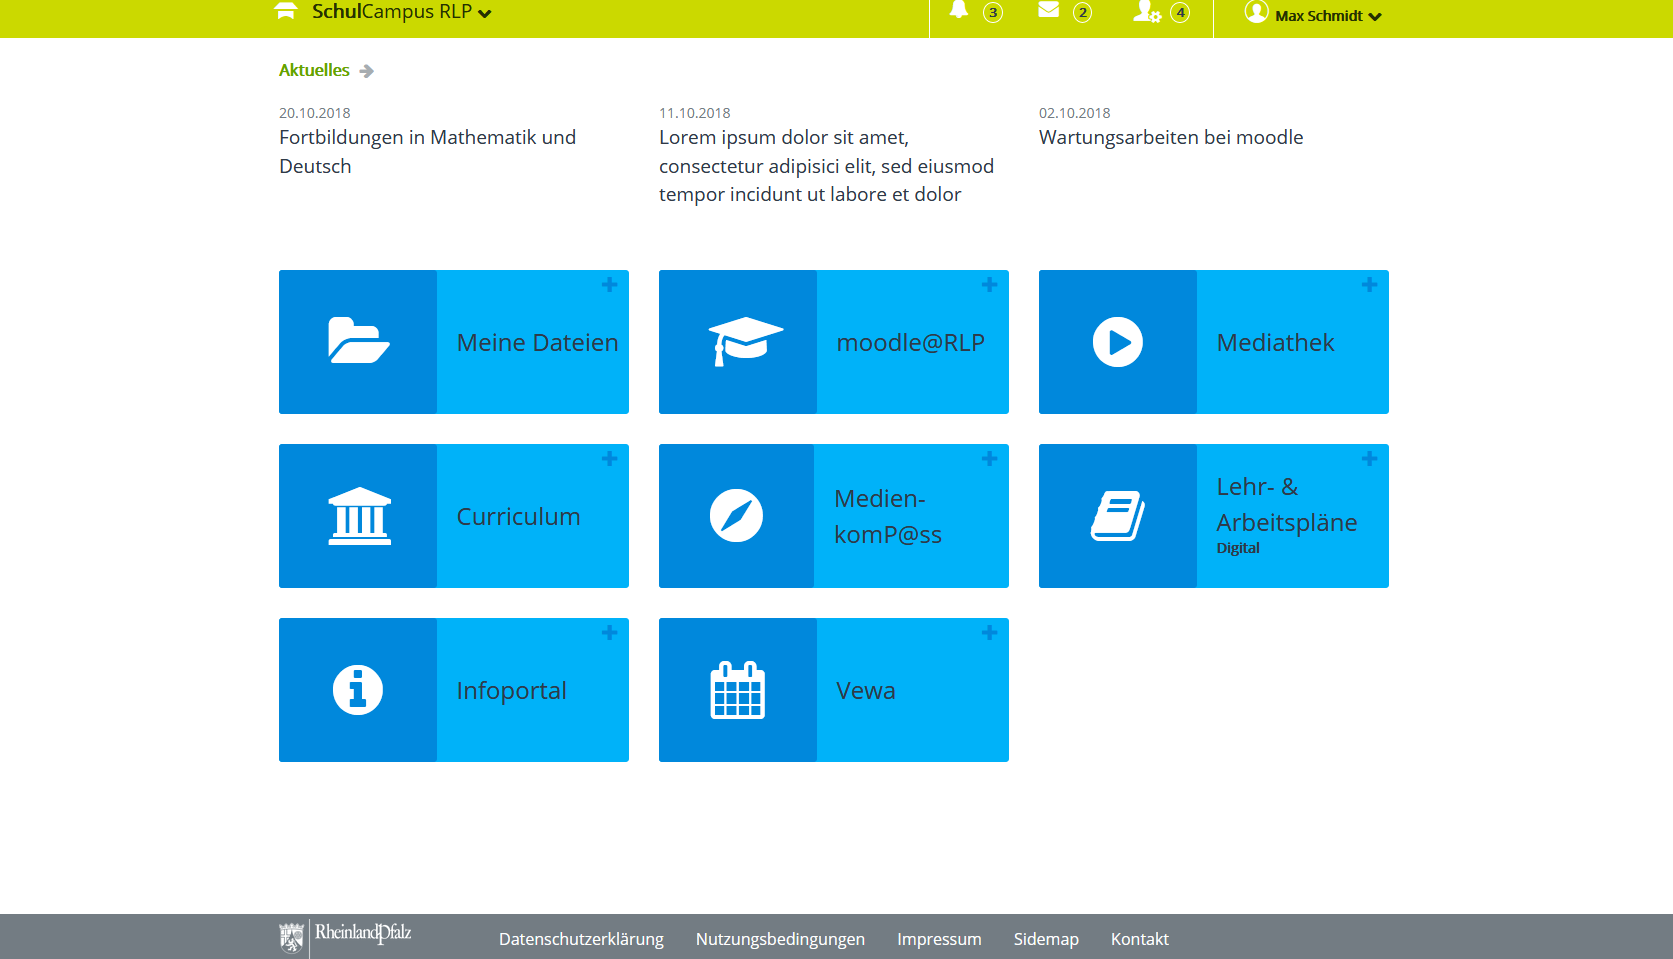 SchulCampus RLP
3
2
4
Max Schmidt
Aktuelles
20.10.2018
Fortbildungen in Mathematik und
Deutsch
11.10.2018
Lorem ipsum dolor sit amet,
consectetur adipisici elit, sed eiusmod
tempor incidunt ut labore et dolor
02.10.2018
Wartungsarbeiten bei moodle
Meine Dateien
moodle@RLP
Mediathek
Curriculum
Medien-
komP@ss
Lehr- &
Arbeitspläne
Digital
Infoportal
Vewa
RheinlandPfalz
Datenschutzerklärung
Nutzungsbedingungen
Impressum
Sidemap
Kontakt